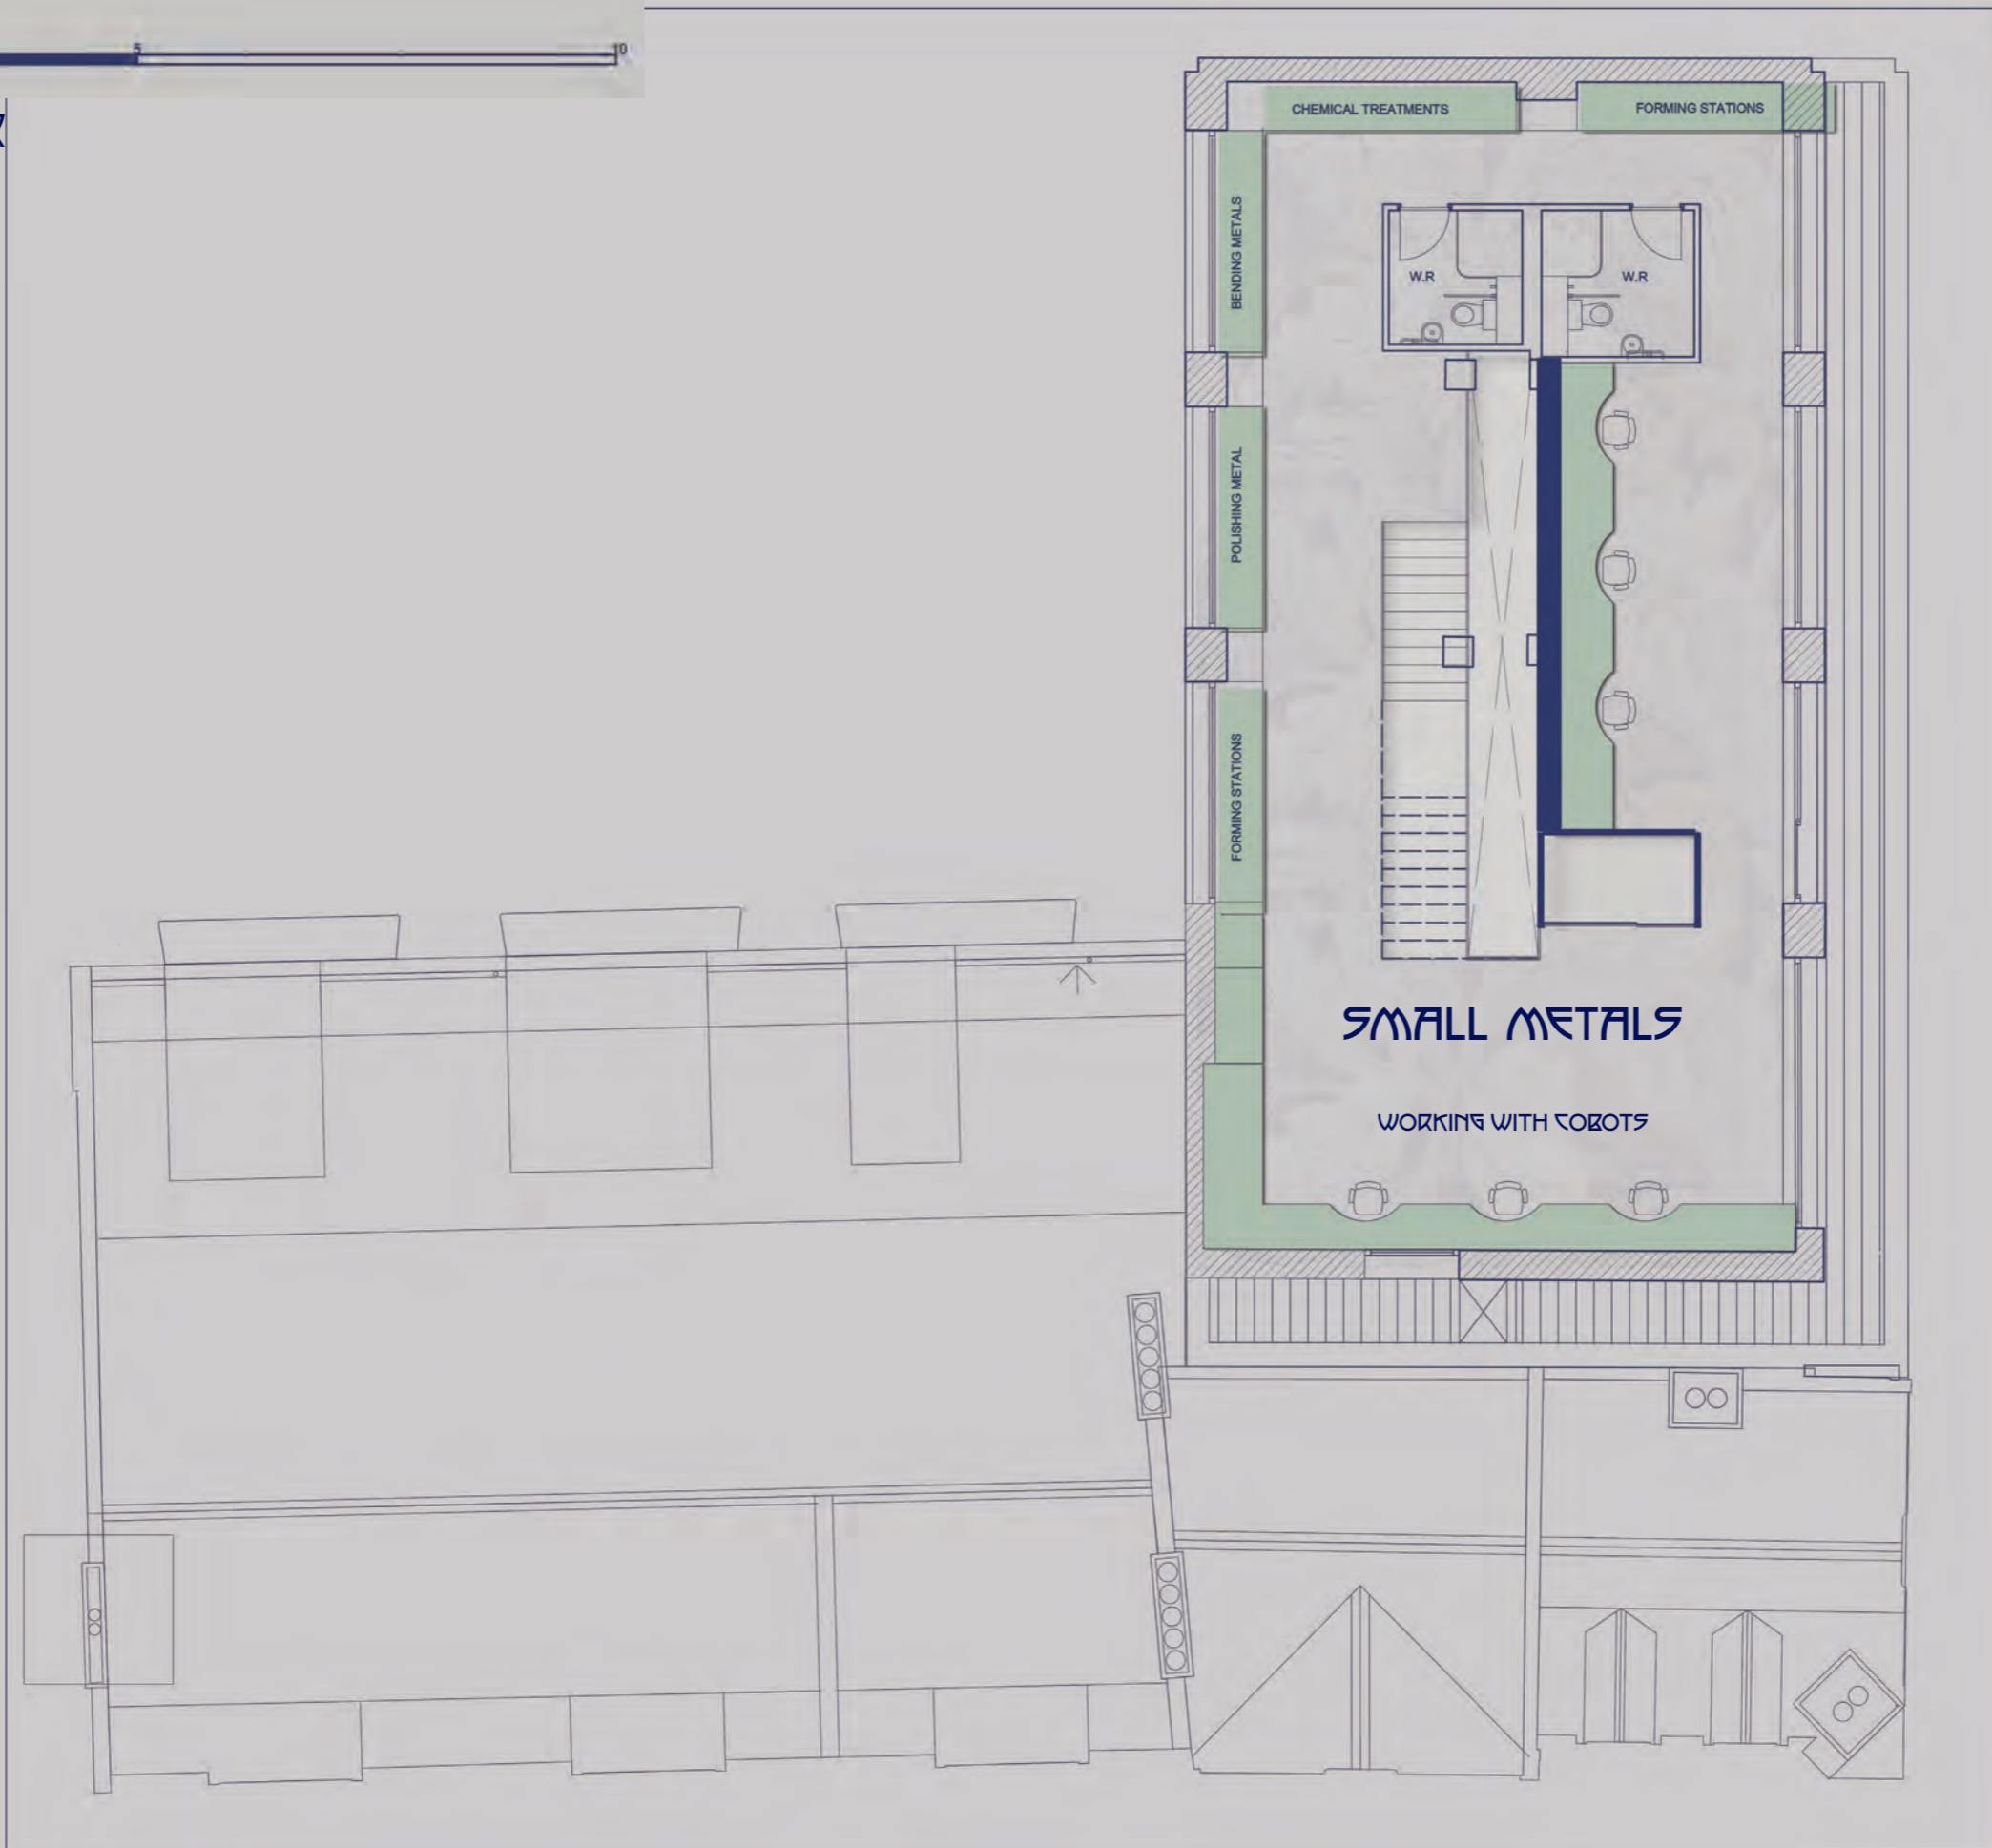 5
10
CHEMICAL TREATMENTS
FORMING STATIONS
BENDING METALS
W.R
W.R
POLISHING METAL
FORMING STATIONS
SMALL METALS
WORKING WITH COBOTS